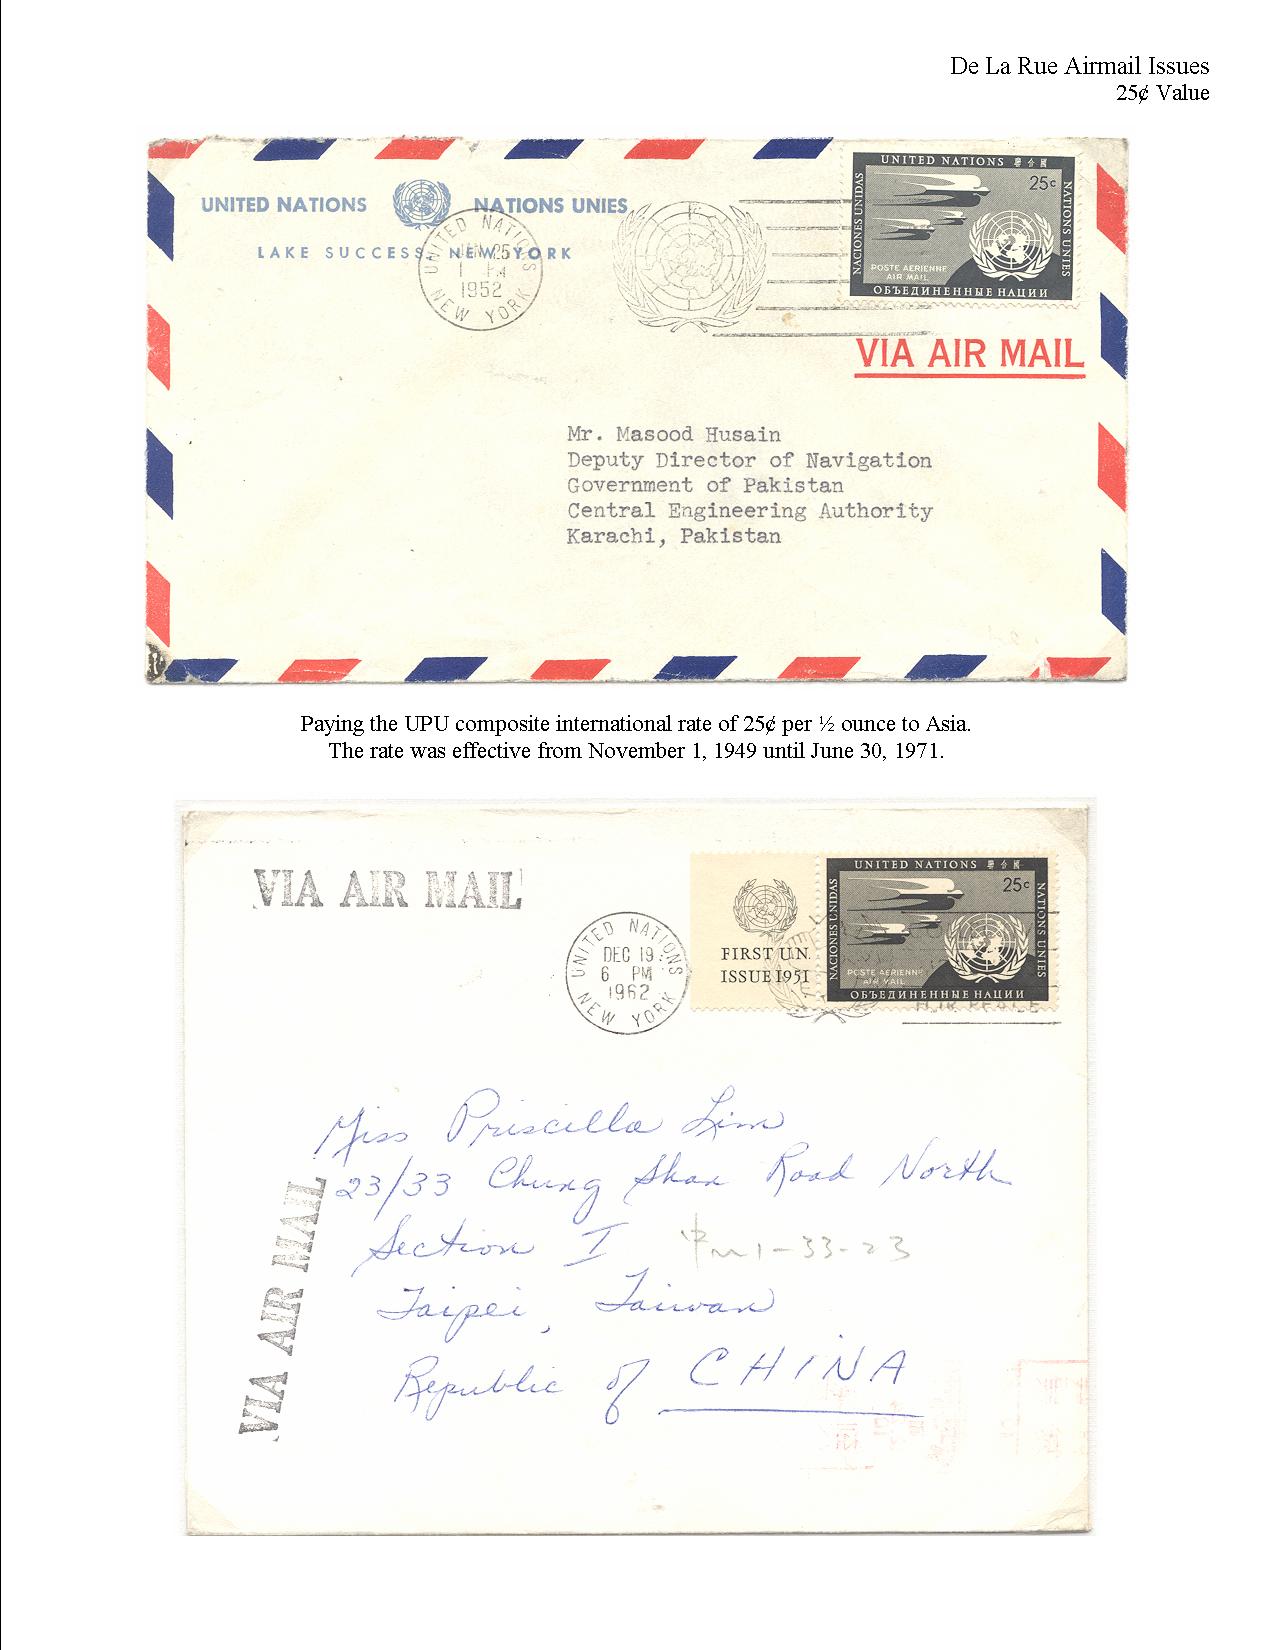 De La Rue Airmail Issues
25¢ Value
UNITED NATIONS NATIONS UNIES
LAKE SUCCESS, NEW YORK
UNITED NATIONS
JAN 25
1 PM
1952
NEW YORK
UNITED NATIONS
25c
NACIONES UNIDAS
NATIONS UNIES
POSTE AERIENNE
AIR MAIL
ОБЪЕДИНЕННЫЕ НАЦИИ
VIA AIR MAIL
Mr. Masood Husain
Deputy Director of Navigation
Government of Pakistan
Central Engineering Authority
Karachi, Pakistan
Paying the UPU composite international rate of 25¢ per ½ ounce to Asia.
The rate was effective from November 1, 1949 until June 30, 1971.
VIA AIR MAIL
UNITED NATIONS
DEC 19
6 PM
1962
NEW YORK
FIRST U.N.
ISSUE 1951
UNITED NATIONS
25c
NACIONES UNIDAS
NATIONS UNIES
POSTE AERIENNE
AIR MAIL
ОБЪЕДИНЕННЫЕ НАЦИИ
Miss Priscilla Lim
23/33 Chung Shan Road North
Section I
1-33-23
Taipei, Taiwan
Republic of CHINA
VIA AIR MAIL